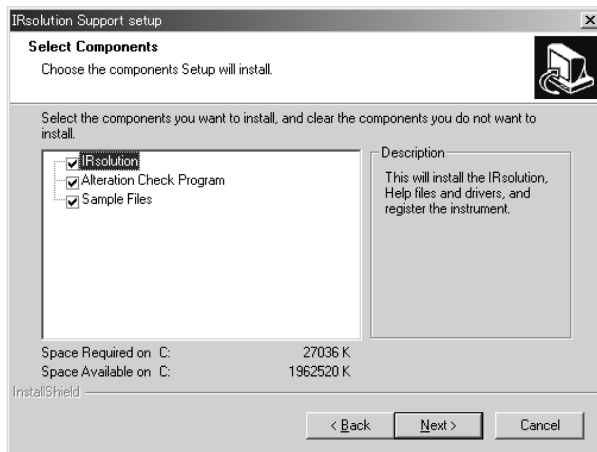 IRsolution Support setup
Select Components
Choose the components Setup will install.
Select the components you want to install, and clear the components you do not want to
install.
IRsolution
Alteration Check Program
Sample Files
Description
This will install the IRsolution,
Help files and drivers, and
register the instrument.
Space Required on C: 27036 K
Space Available on C: 1962520 K
InstallShield
< Back Next > Cancel